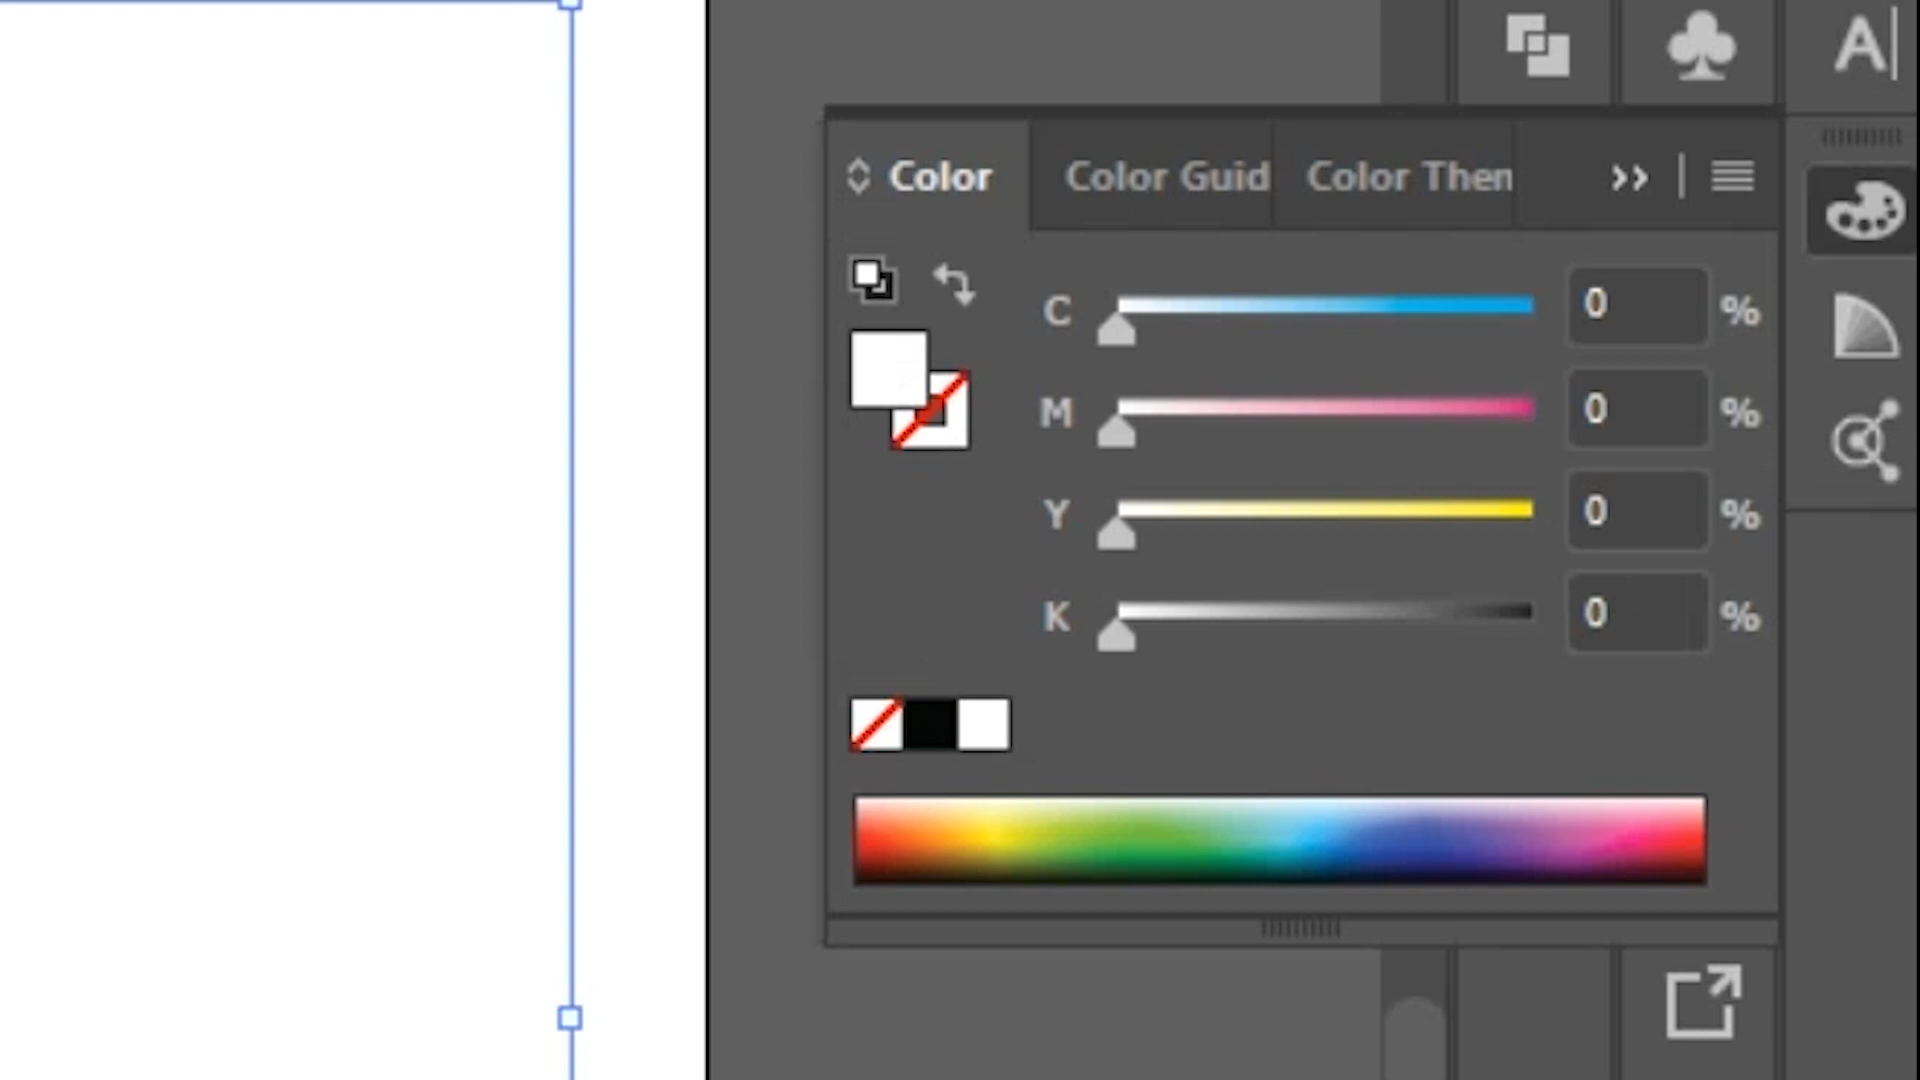 A
Color Color Guid Color Then
C 0 %
M 0 %
Y 0 %
K 0 %